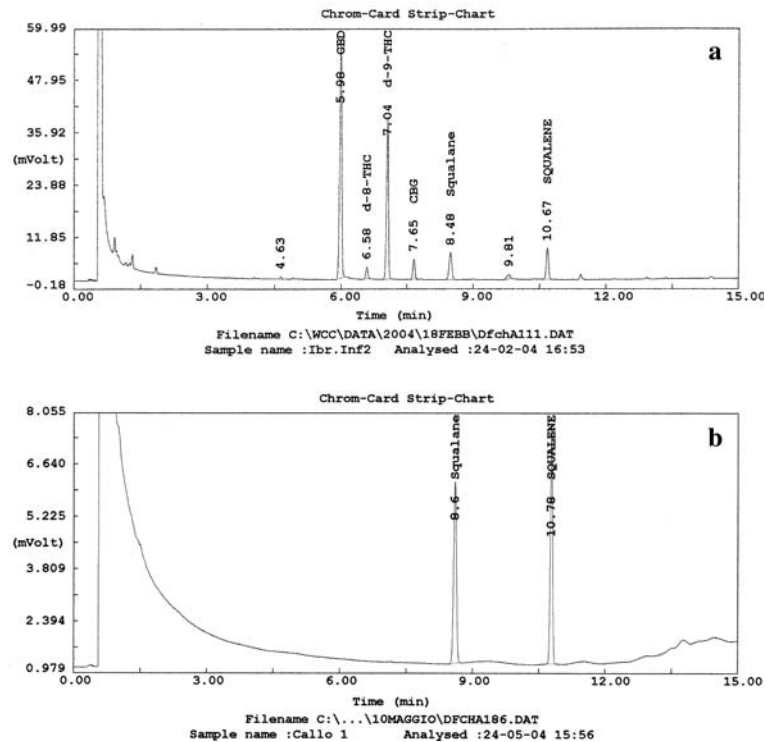 Chrom-Card Strip-Chart
a
59.99
47.95
35.92
(mVolt)
23.88
11.85
-0.18
4.63
5.98 CBD
6.58 d-8-THC
7.04 d-9-THC
7.65 CBG
8.48 Squalane
9.81
10.67 SQUALENE
0.00 3.00 6.00 9.00 12.00 15.00
Time (min)
Filename C:\WCC\DATA\2004\18FEBB\DfchA111.DAT
Sample name :Ibr.Inf2 Analysed :24-02-04 16:53
Chrom-Card Strip-Chart
b
8.055
6.640
5.225
(mVolt)
3.809
2.394
0.979
8.6 Squalane
10.78 SQUALENE
0.00 3.00 6.00 9.00 12.00 15.00
Time (min)
Filename C:\...\10MAGGIO\DFCHA186.DAT
Sample name :Callo 1 Analysed :24-05-04 15:56